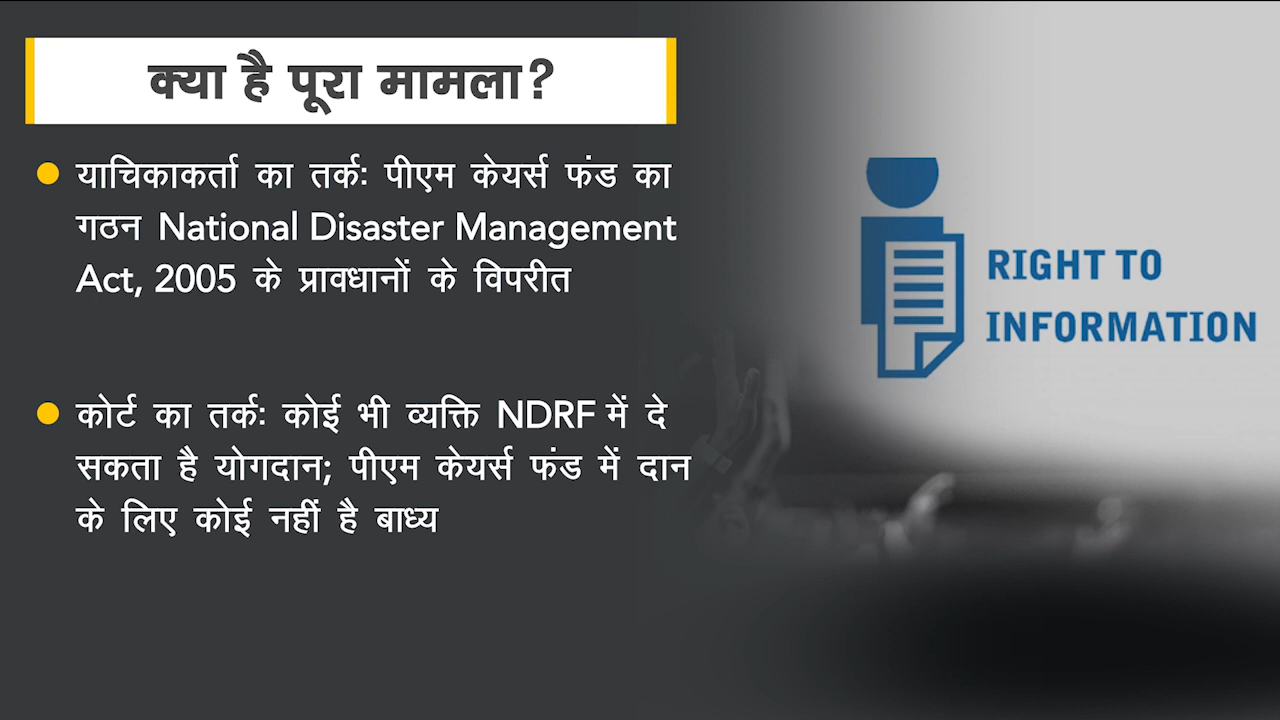 क्या है पूरा मामला?
याचिकाकर्ता का तर्क: पीएम केयर्स फंड का
गठन National Disaster Management
Act, 2005 के प्रावधानों के विपरीत
कोर्ट का तर्क: कोई भी व्यक्ति NDRF में दे
सकता है योगदान; पीएम केयर्स फंड में दान
के लिए कोई नहीं है बाध्य
RIGHT TO
INFORMATION